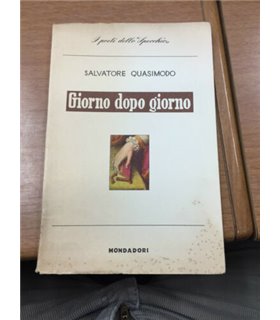 I poeti dello "Specchio"
SALVATORE QUASIMODO
Giorno dopo giorno
MONDADORI